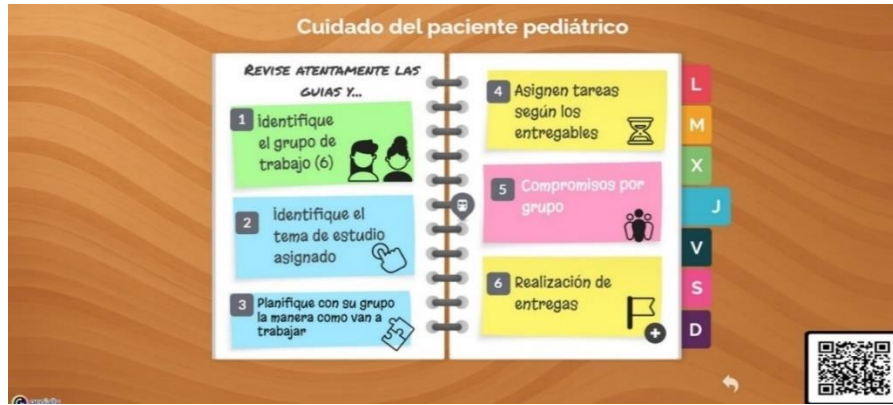 Cuidado del paciente pediátrico
REVISE ATENTAMENTE LAS
GUIAS Y...
1 identifique
el grupo de
trabajo (6)
2 identifique el
tema de estudio
asignado
3 Planifique con su grupo
la manera como van a
trabajar
4 Asignen tareas
según los
entregables
5 Compromisos por
grupo
6 Realización de
entregas
L
M
X
J
V
S
D